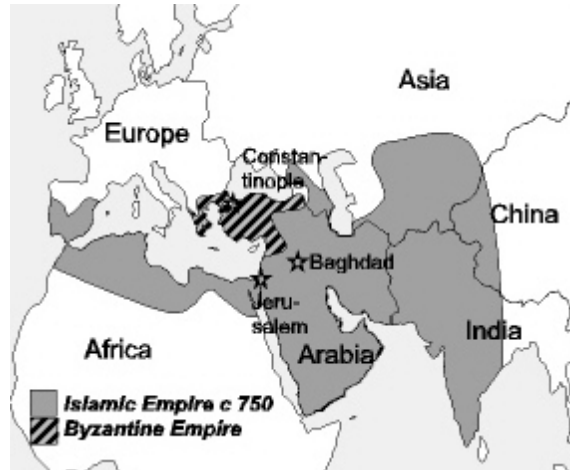 Asia
Europe
Constan-
tinople
China
Baghdad
Jeru-
salem
India
Africa
Arabia
Islamic Empire c 750
Byzantine Empire